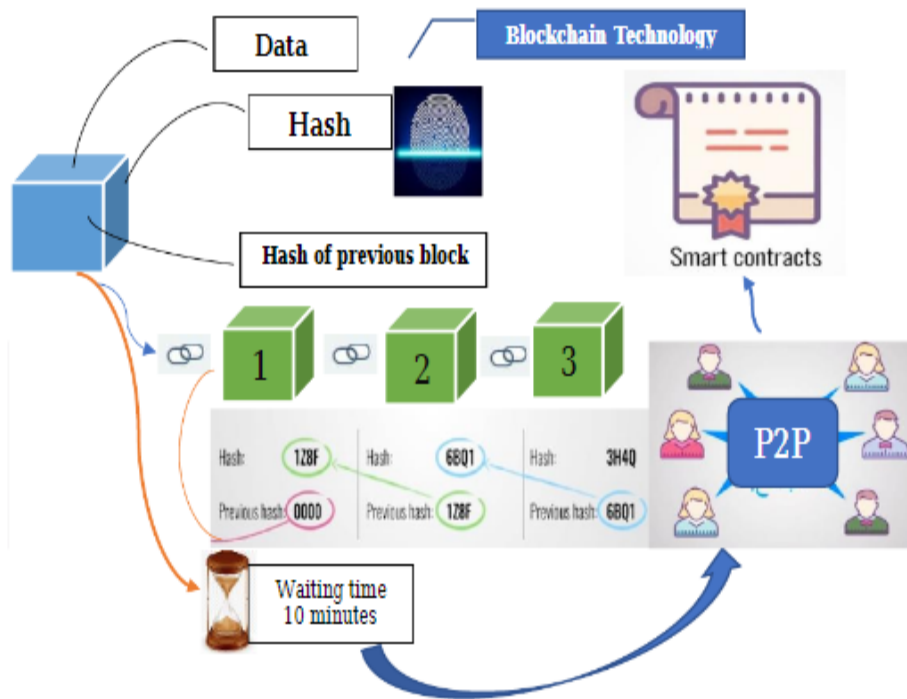 Blockchain Technology
Data
Hash
Hash of previous block
Smart contracts
1
2
3
P2P
Hash: 1Z8F
Previous hash: 0000
Hash: 6BQ1
Previous hash: 1Z8F
Hash: 3H4Q
Previous hash: 6BQ1
Waiting time
10 minutes